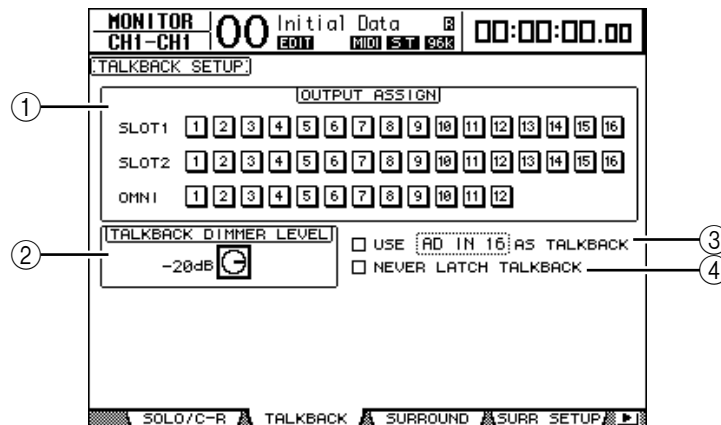 MONITOR 00 Initial Data R 00:00:00.00
CH1-CH1 EDIT MIDI ST 96K
TALKBACK SETUP
1
OUTPUT ASSIGN
SLOT1 1 2 3 4 5 6 7 8 9 10 11 12 13 14 15 16
SLOT2 1 2 3 4 5 6 7 8 9 10 11 12 13 14 15 16
OMNI 1 2 3 4 5 6 7 8 9 10 11 12
2
TALKBACK DIMMER LEVEL
-20dB
USE AD IN 16 AS TALKBACK 3
NEVER LATCH TALKBACK 4
SOLO/C-R TALKBACK SURROUND SURR SETUP